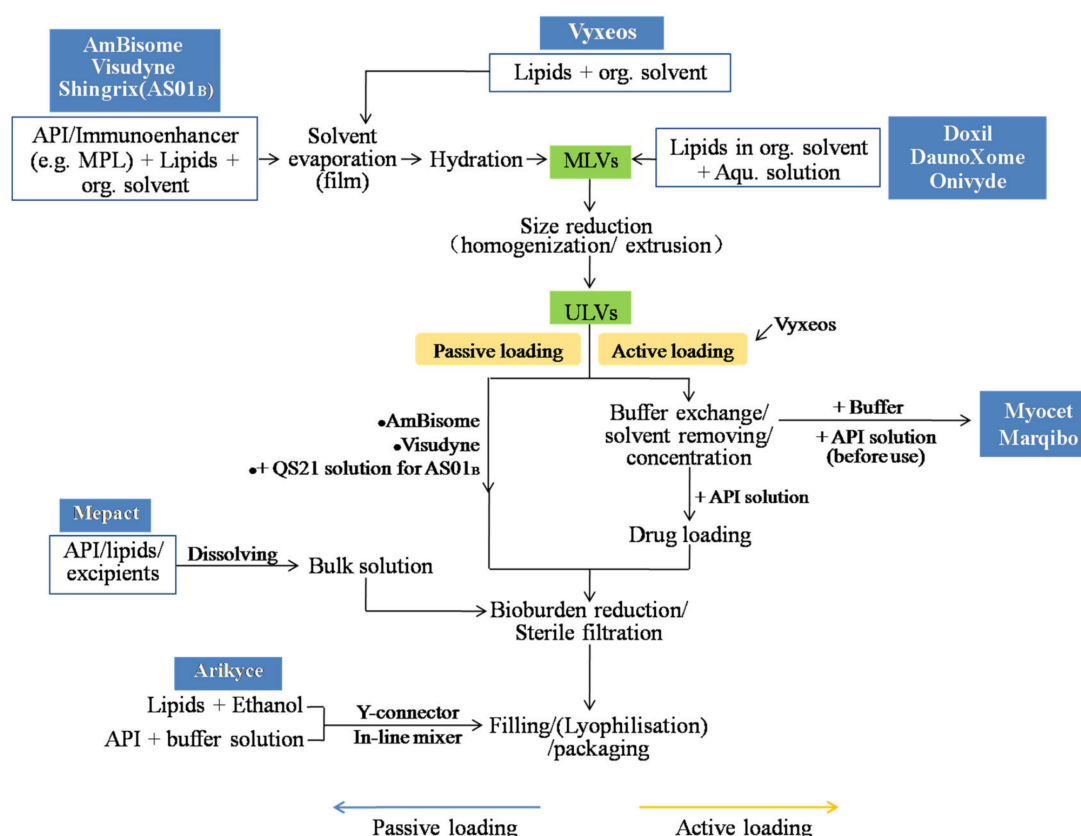 AmBisome
Visudyne
Shingrix(AS01B)
Vyxeos
Lipids + org. solvent
API/Immunoenhancer
(e.g. MPL) + Lipids +
org. solvent
Solvent
evaporation
(film)
Hydration
MLVs
Lipids in org. solvent
+ Aqu. solution
Doxil
DaunoXome
Onivyde
Size reduction
(homogenization/ extrusion)
ULVs
Passive loading
Active loading
Vyxeos
•AmBisome
•Visudyne
•+ QS21 solution for AS01B
Buffer exchange/
solvent removing/
concentration
+ Buffer
+ API solution
(before use)
Myocet
Marqibo
+ API solution
Drug loading
Mepact
API/lipids/
excipients
Dissolving
Bulk solution
Bioburden reduction/
Sterile filtration
Arikyce
Lipids + Ethanol
API + buffer solution
Y-connector
In-line mixer
Filling/(Lyophilisation)
/packaging
Passive loading
Active loading